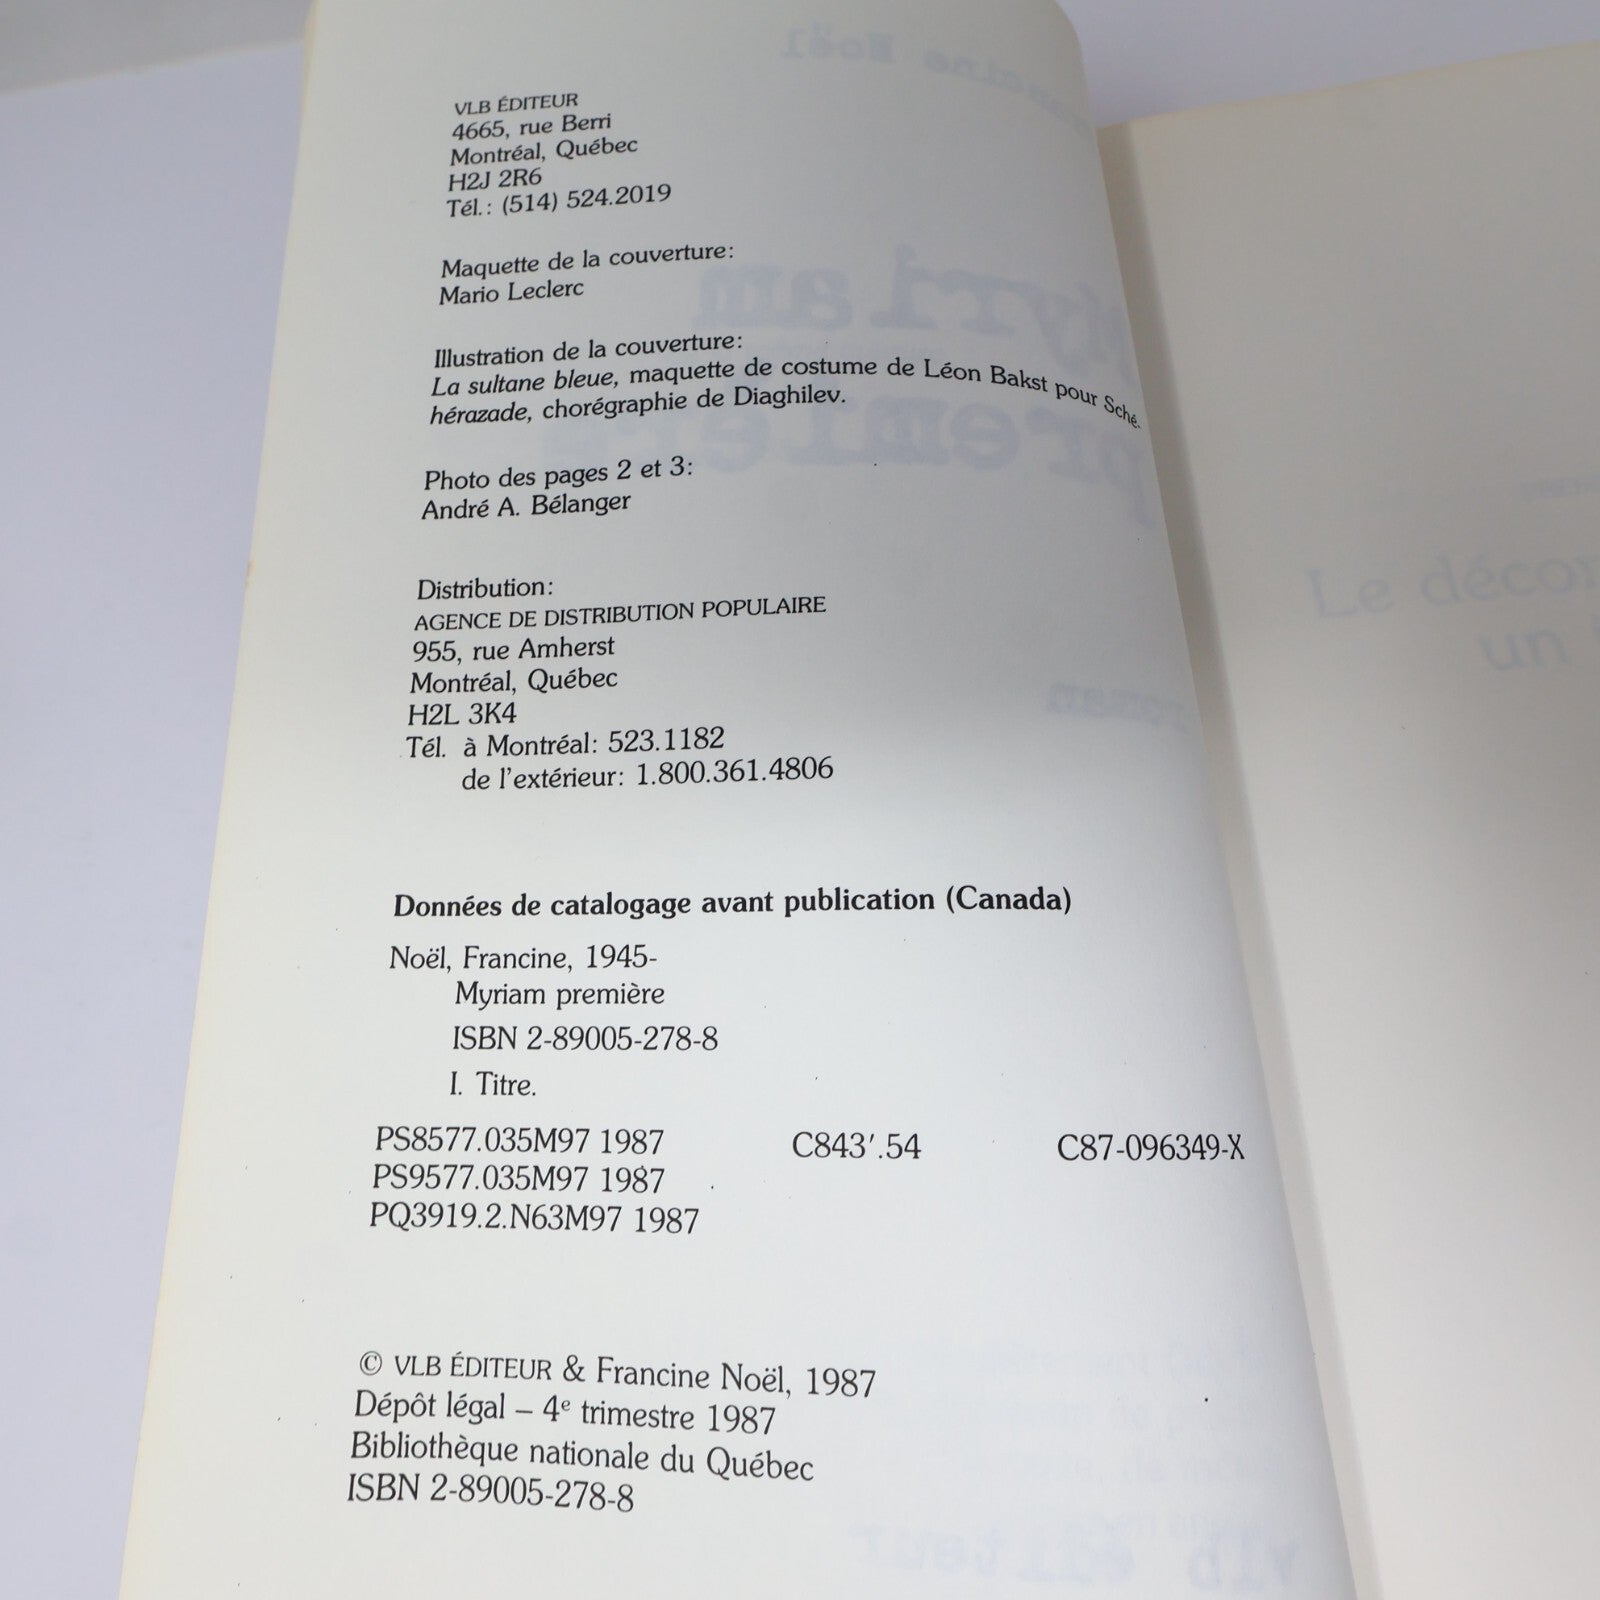 VLB ÉDITEUR
4665, rue Berri
Montréal, Québec
H2J 2R6
Tél.: (514) 524.2019
Maquette de la couverture:
Mario Leclerc
Illustration de la couverture:
La sultane bleue, maquette de costume de Léon Bakst pour Sché-
hérazade, chorégraphie de Diaghilev.
Photo des pages 2 et 3:
André A. Bélanger
Distribution:
AGENCE DE DISTRIBUTION POPULAIRE
955, rue Amherst
Montréal, Québec
H2L 3K4
Tél. à Montréal: 523.1182
de l'extérieur: 1.800.361.4806
Données de catalogage avant publication (Canada)
Noël, Francine, 1945-
Myriam première
ISBN 2-89005-278-8
I. Titre.
PS8577.035M97 1987 C843'.54 C87-096349-X
PS9577.035M97 1987
PQ3919.2.N63M97 1987
© VLB ÉDITEUR & Francine Noël, 1987
Dépôt légal – 4e trimestre 1987
Bibliothèque nationale du Québec
ISBN 2-89005-278-8
Le décor
un